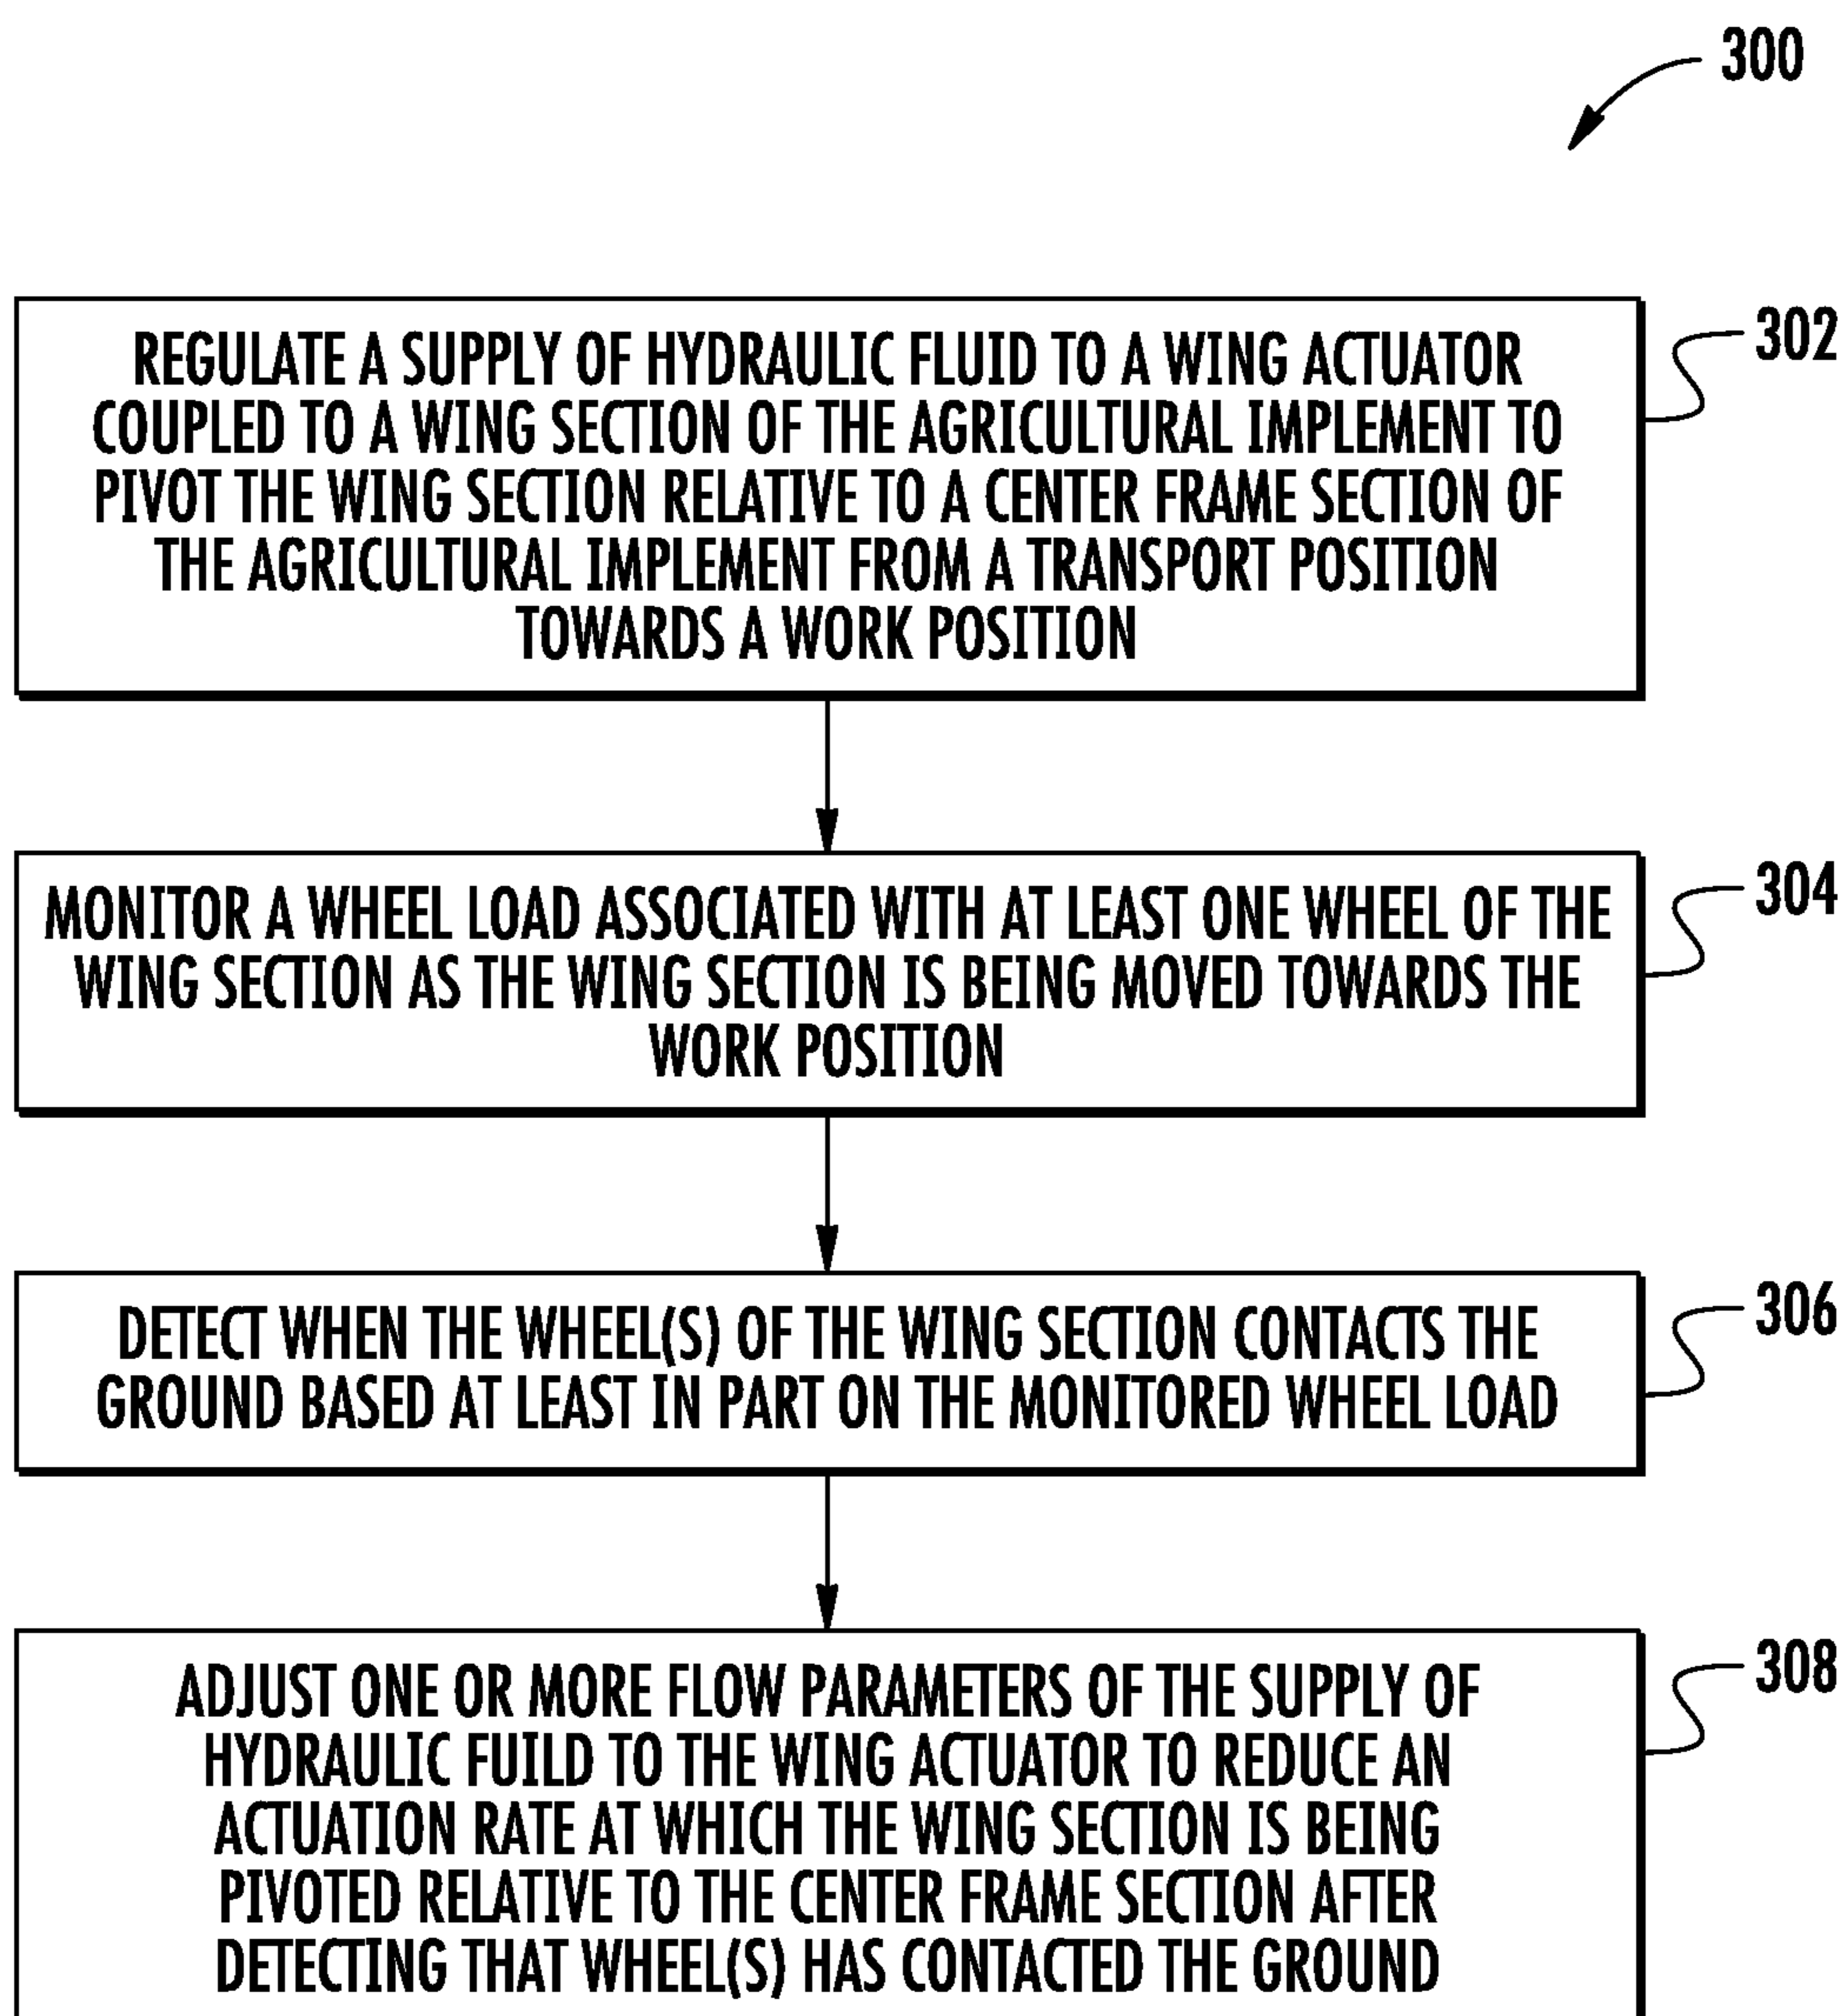 300
REGULATE A SUPPLY OF HYDRAULIC FLUID TO A WING ACTUATOR
COUPLED TO A WING SECTION OF THE AGRICULTURAL IMPLEMENT TO
PIVOT THE WING SECTION RELATIVE TO A CENTER FRAME SECTION OF
THE AGRICULTURAL IMPLEMENT FROM A TRANSPORT POSITION
TOWARDS A WORK POSITION
302
MONITOR A WHEEL LOAD ASSOCIATED WITH AT LEAST ONE WHEEL OF THE
WING SECTION AS THE WING SECTION IS BEING MOVED TOWARDS THE
WORK POSITION
304
DETECT WHEN THE WHEEL(S) OF THE WING SECTION CONTACTS THE
GROUND BASED AT LEAST IN PART ON THE MONITORED WHEEL LOAD
306
ADJUST ONE OR MORE FLOW PARAMETERS OF THE SUPPLY OF
HYDRAULIC FUILD TO THE WING ACTUATOR TO REDUCE AN
ACTUATION RATE AT WHICH THE WING SECTION IS BEING
PIVOTED RELATIVE TO THE CENTER FRAME SECTION AFTER
DETECTING THAT WHEEL(S) HAS CONTACTED THE GROUND
308